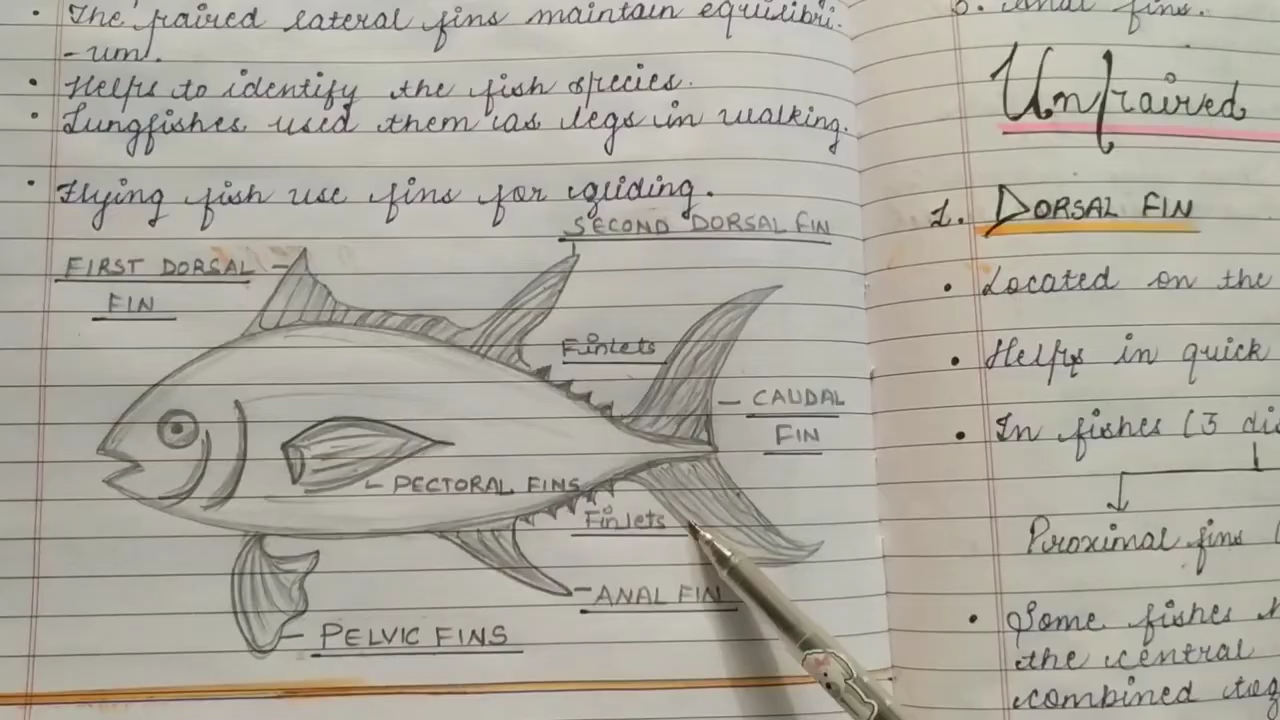 • The paired lateral fins maintain equilibri-
-um.
• Helps to identify the fish species.
• Lungfishes used them as legs in walking.
• Flying fish use fins for gliding.
SECOND DORSAL FIN
FIRST DORSAL
FIN
Finlets
CAUDAL
FIN
PECTORAL FINS
Finlets
ANAL FIN
PELVIC FINS
fins.
Unpaired
1. DORSAL FIN
• Located on the
• Helps in quick
• In fishes (3 di
Proximal fins (
• Some fishes h
the central
combined tog